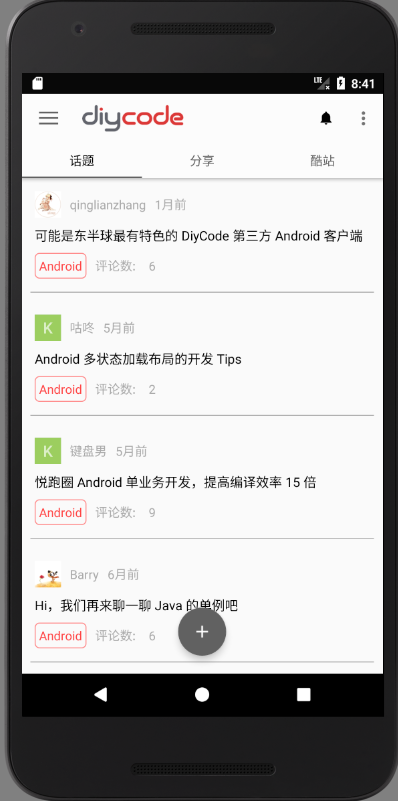 LTE 8:41
diycode
话题 分享 酷站
qinglianzhang 1月前
可能是东半球最有特色的 DiyCode 第三方 Android 客户端
Android 评论数: 6
K 咕咚 5月前
Android 多状态加载布局的开发 Tips
Android 评论数: 2
K 键盘男 5月前
悦跑圈 Android 单业务开发，提高编译效率 15 倍
Android 评论数: 9
Barry 6月前
Hi，我们再来聊一聊 Java 的单例吧
Android 评论数: 6